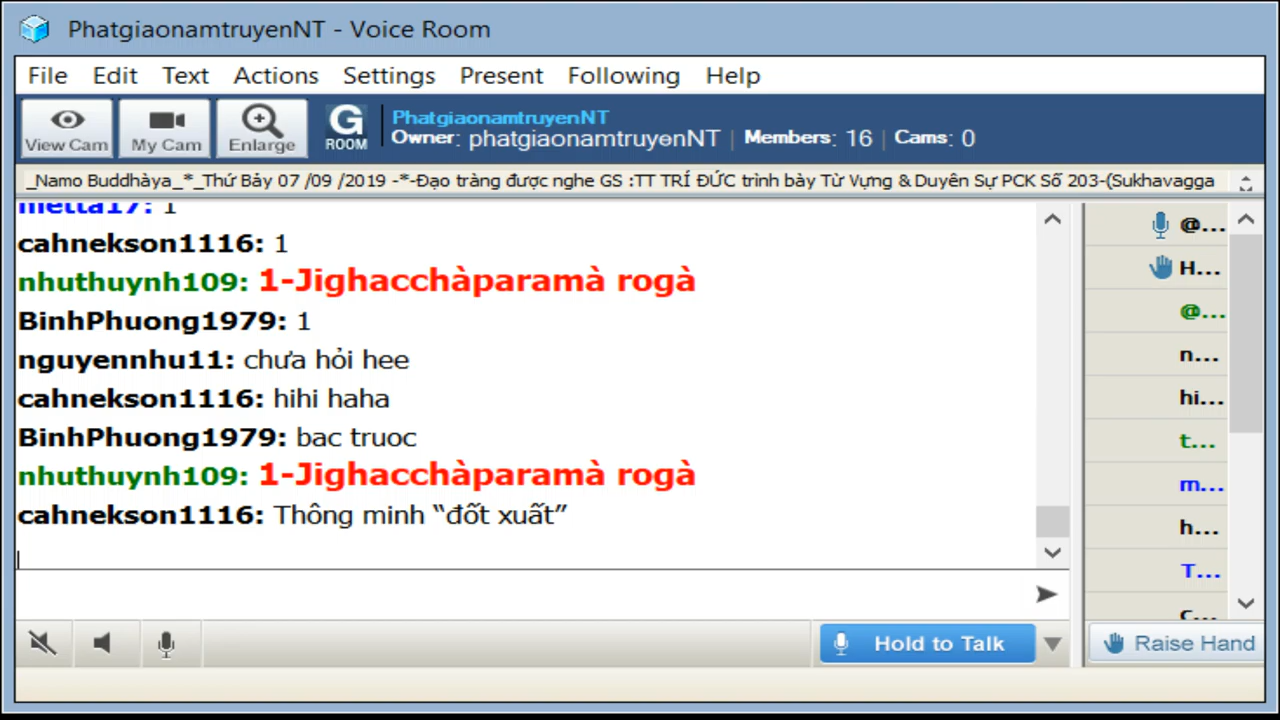 PhatgiaonamtruyenNT - Voice Room
File Edit Text Actions Settings Present Following Help
View Cam My Cam Enlarge G ROOM
PhatgiaonamtruyenNT
Owner: phatgiaonamtruyenNT | Members: 16 | Cams: 0
_Namo Buddhàya_*_Thứ Bảy 07 /09 /2019 -*-Đạo tràng được nghe GS :TT TRÍ ĐỨC trình bày Từ Vựng & Duyên Sự PCK Số 203-(Sukhavagga
metta17: 1
cahnekson1116: 1
nhuthuynh109: 1-Jighacchàparamà rogà
BinhPhuong1979: 1
nguyennhu11: chưa hỏi hee
cahnekson1116: hihi haha
BinhPhuong1979: bac truoc
nhuthuynh109: 1-Jighacchàparamà rogà
cahnekson1116: Thông minh “đốt xuất”
@...
H...
@...
n...
hi...
t...
m...
h...
T...
c...
Hold to Talk
Raise Hand